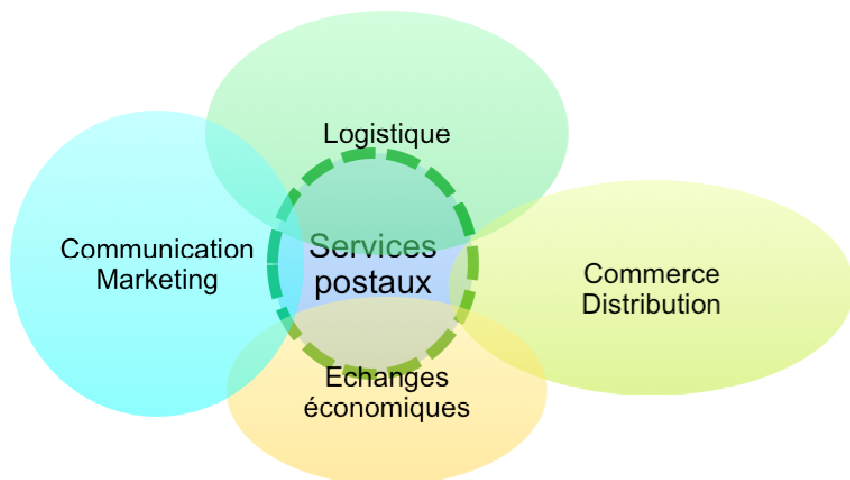 Logistique
Communication
Marketing
Services
postaux
Commerce
Distribution
Echanges
économiques